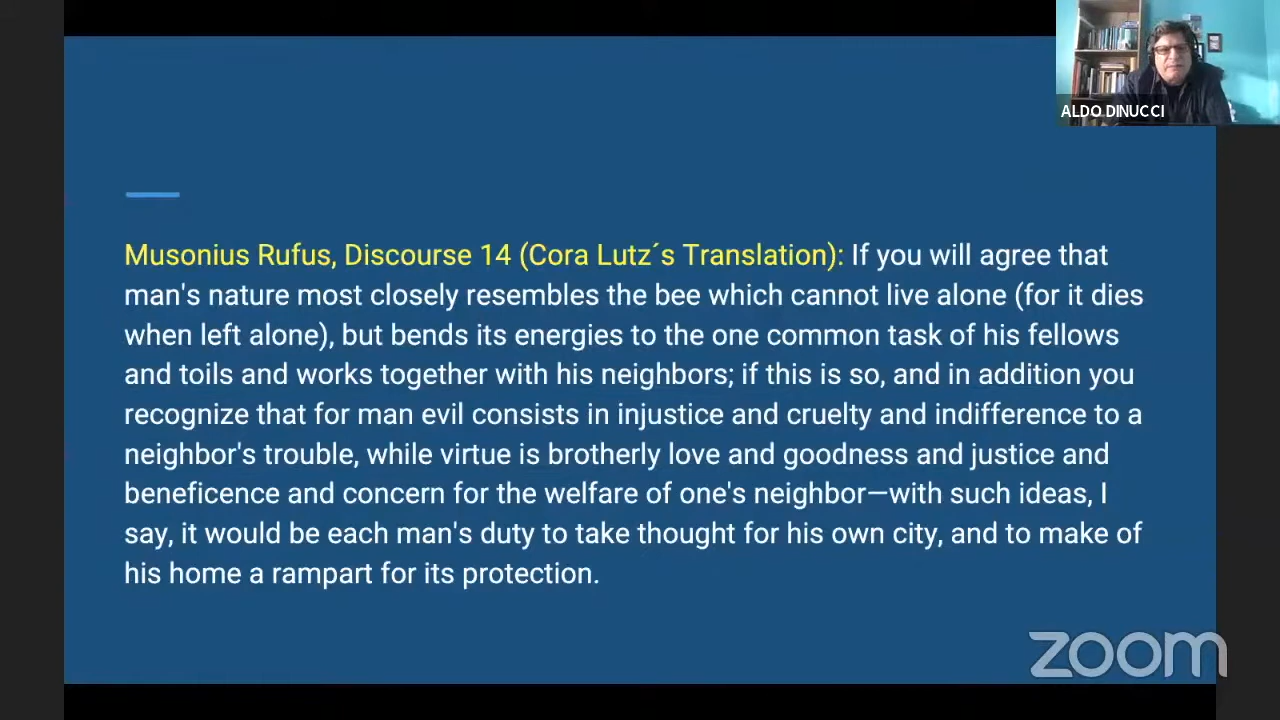 ALDO DINUCCI
Musonius Rufus, Discourse 14 (Cora Lutz´s Translation): If you will agree that
man's nature most closely resembles the bee which cannot live alone (for it dies
when left alone), but bends its energies to the one common task of his fellows
and toils and works together with his neighbors; if this is so, and in addition you
recognize that for man evil consists in injustice and cruelty and indifference to a
neighbor's trouble, while virtue is brotherly love and goodness and justice and
beneficence and concern for the welfare of one's neighbor—with such ideas, I
say, it would be each man's duty to take thought for his own city, and to make of
his home a rampart for its protection.
zoom